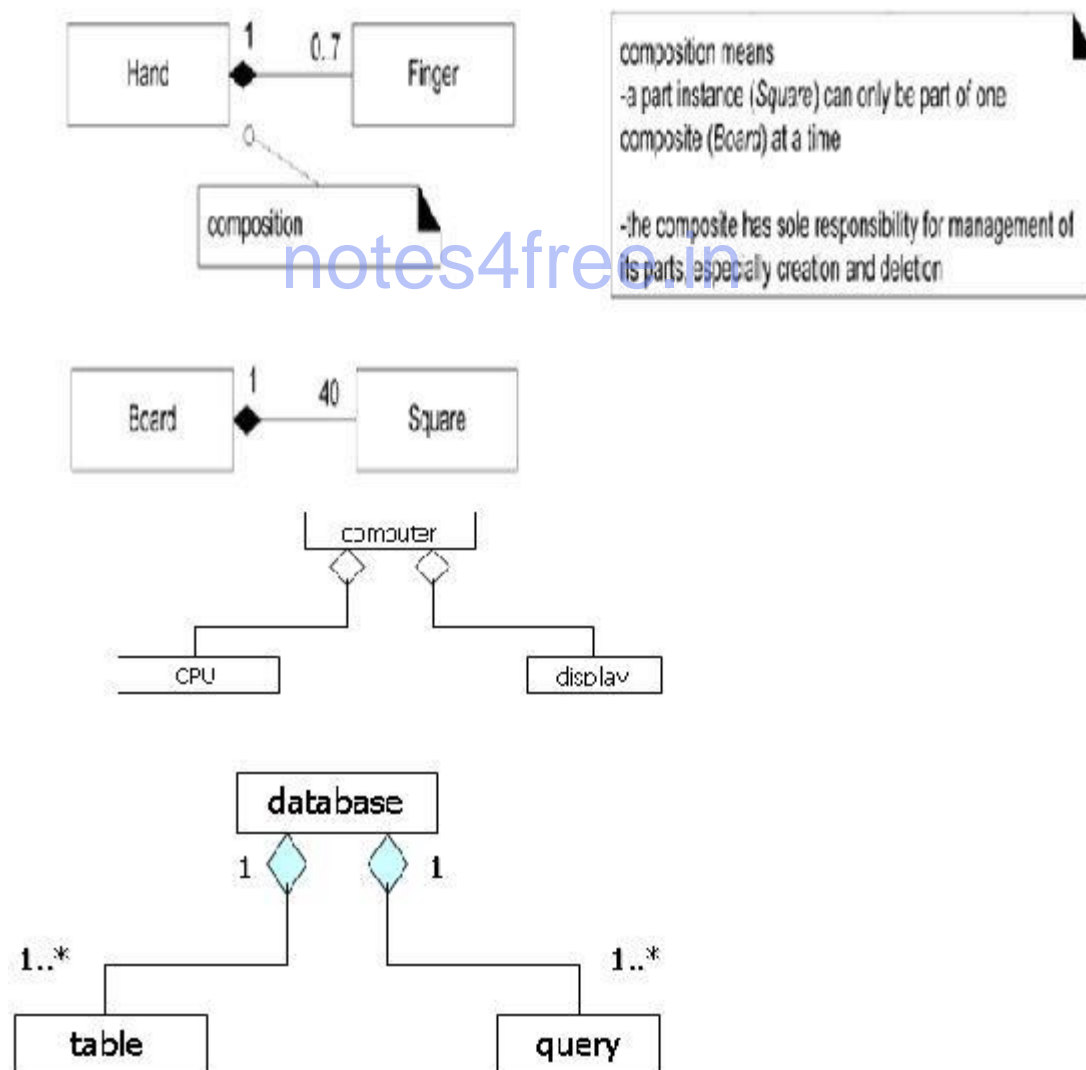 1
0..7
Hand
Finger
composition
composition means
-a part instance (Square) can only be part of one
composite (Board) at a time
-the composite has sole responsibility for management of
its parts, especially creation and deletion
notes4free.in
1
40
Board
Square
computer
CPU
display
database
1
1
1..*
1..*
table
query